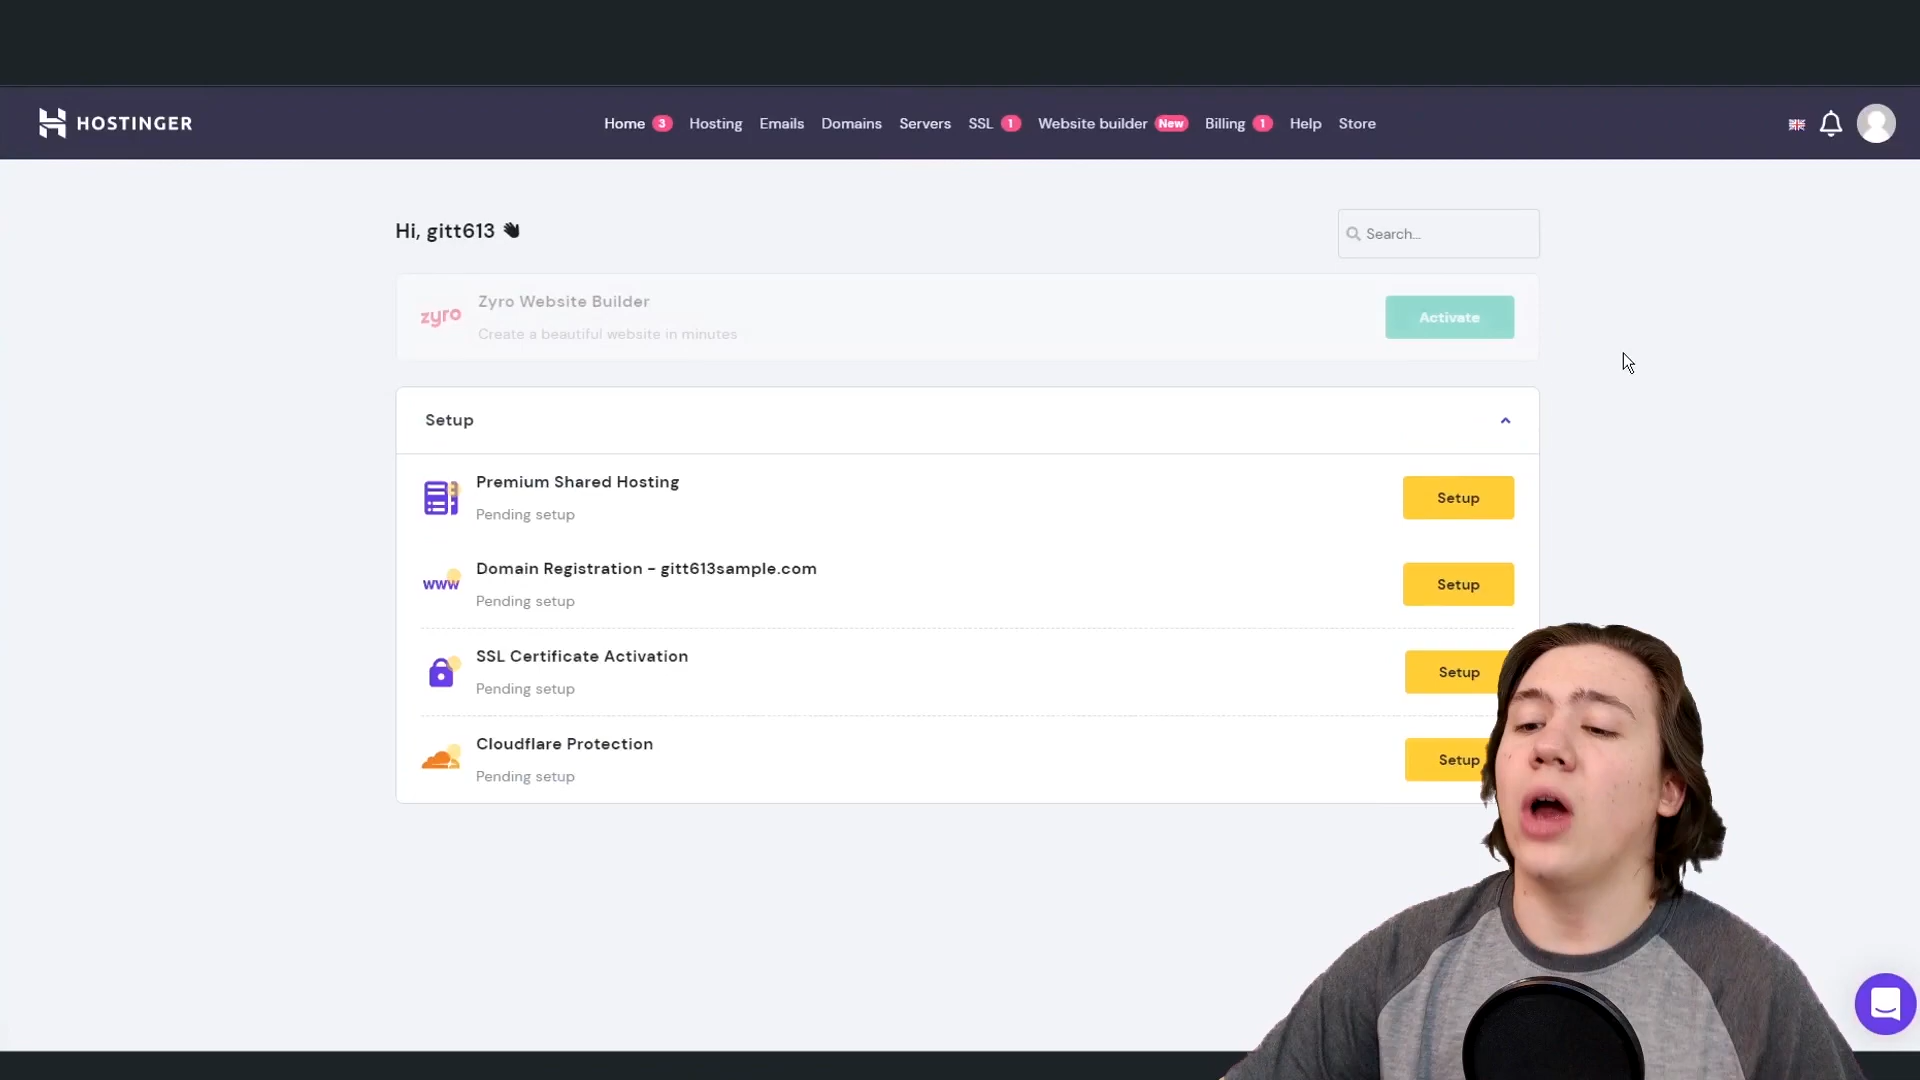 HOSTINGER
Home 3 Hosting Emails Domains Servers SSL 1 Website builder New Billing 1 Help Store
Hi, gitt613
Search...
zyro
Zyro Website Builder
Create a beautiful website in minutes
Activate
Setup
Premium Shared Hosting
Pending setup
Setup
www
Domain Registration - gitt613sample.com
Pending setup
Setup
SSL Certificate Activation
Pending setup
Setup
Cloudflare Protection
Pending setup
Setup